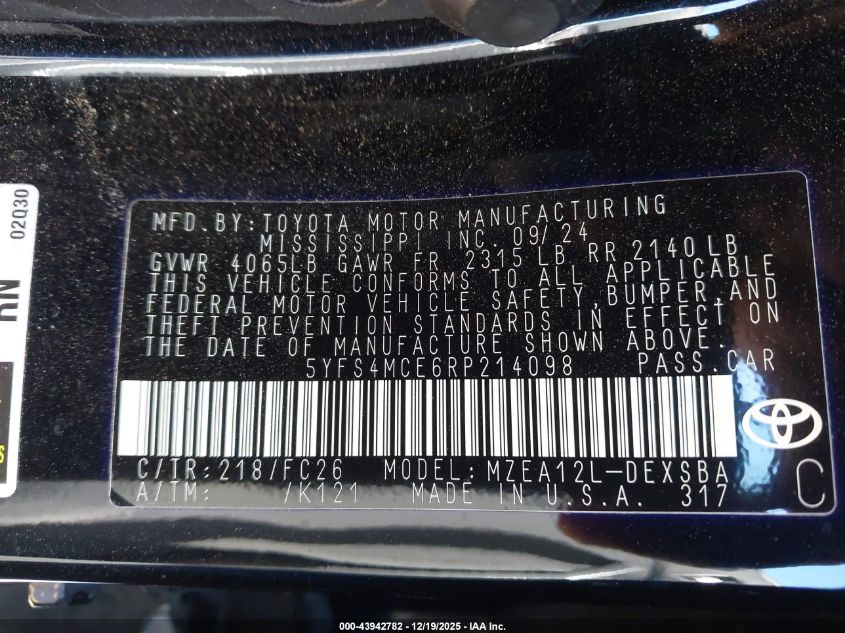 02Q30
RN
MFD. BY: TOYOTA MOTOR MANUFACTURING
MISSISSIPPI INC. 09/24
GVWR 4065LB GAWR FR 2315 LB RR 2140 LB
THIS VEHICLE CONFORMS TO ALL APPLICABLE
FEDERAL MOTOR VEHICLE SAFETY, BUMPER, AND
THEFT PREVENTION STANDARDS IN EFFECT ON
THE DATE OF MANUFACTURE SHOWN ABOVE.
5YFS4MCE6RP214098 PASS. CAR
C/TR: 218/FC26 MODEL: MZEA12L-DEXSBA
A/TM: /K121 MADE IN U.S.A. 317
C
000-43942782 - 12/19/2025 - IAA Inc.